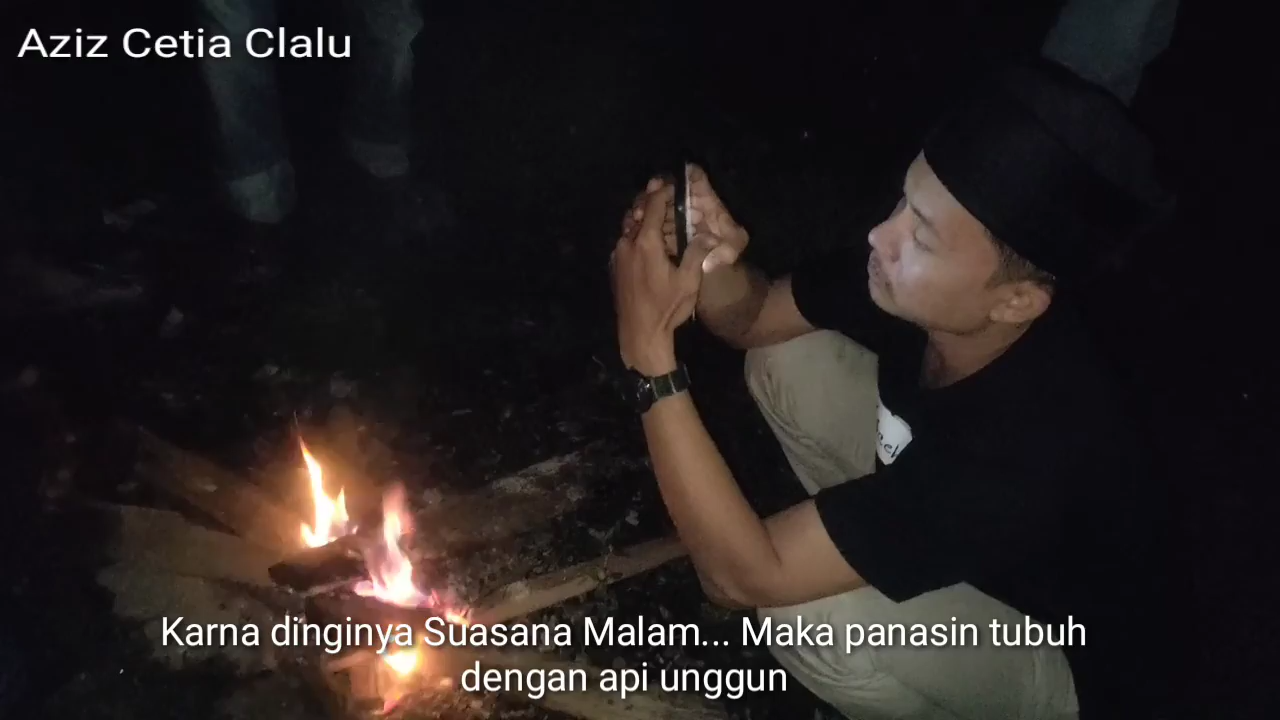 Aziz Cetia Clalu
Karna dinginya Suasana Malam... Maka panasin tubuh
dengan api unggun